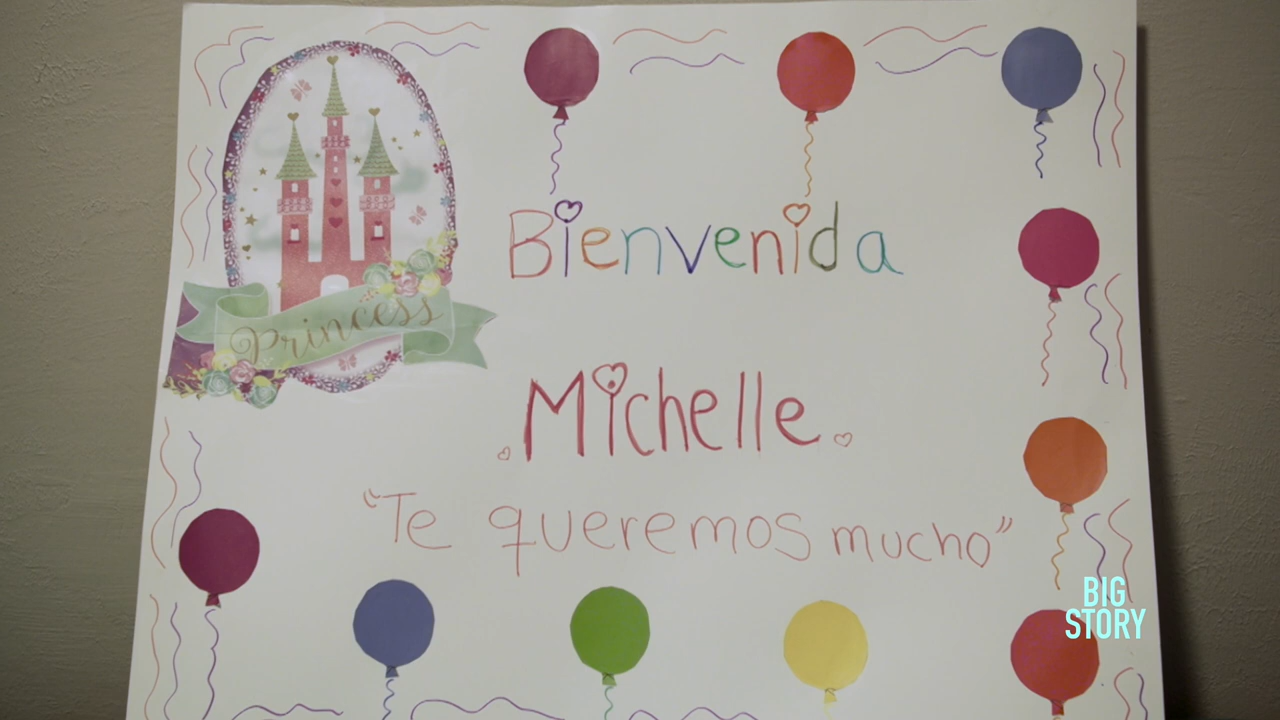 Princess
Bienvenida
Michelle
"Te queremos mucho"
BIG
STORY